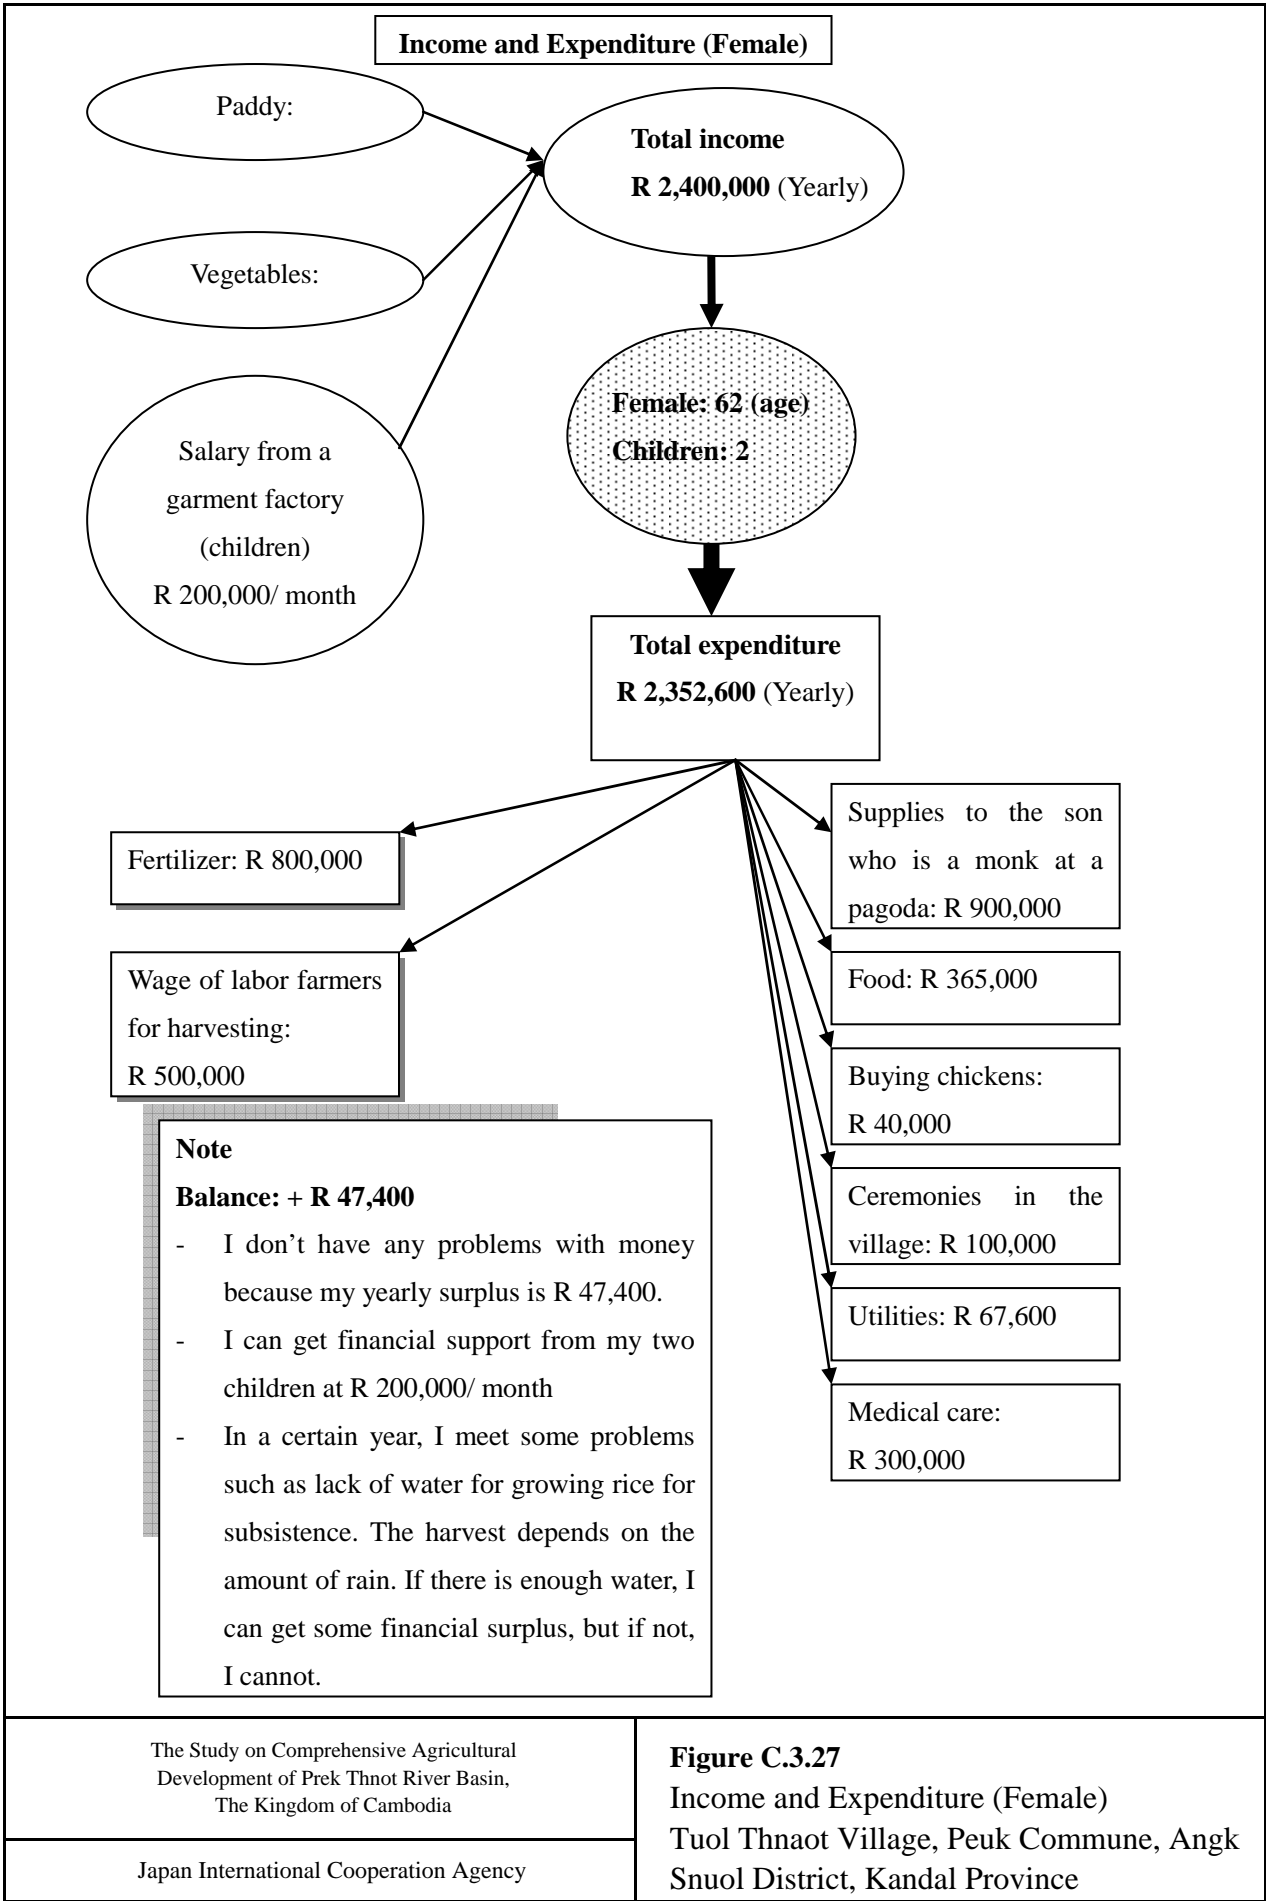 Income and Expenditure (Female)
Paddy:
Total income
R 2,400,000 (Yearly)
Vegetables:
Female: 62 (age)
Children: 2
Salary from a
garment factory
(children)
R 200,000/ month
Total expenditure
R 2,352,600 (Yearly)
Fertilizer: R 800,000
Wage of labor farmers
for harvesting:
R 500,000
Supplies to the son
who is a monk at a
pagoda: R 900,000
Food: R 365,000
Buying chickens:
R 40,000
Ceremonies in the
village: R 100,000
Utilities: R 67,600
Medical care:
R 300,000
Note
Balance: + R 47,400
- I don’t have any problems with money
because my yearly surplus is R 47,400.
- I can get financial support from my two
children at R 200,000/ month
- In a certain year, I meet some problems
such as lack of water for growing rice for
subsistence. The harvest depends on the
amount of rain. If there is enough water, I
can get some financial surplus, but if not,
I cannot.
The Study on Comprehensive Agricultural
Development of Prek Thnot River Basin,
The Kingdom of Cambodia
Japan International Cooperation Agency
Figure C.3.27
Income and Expenditure (Female)
Tuol Thnaot Village, Peuk Commune, Angk
Snuol District, Kandal Province